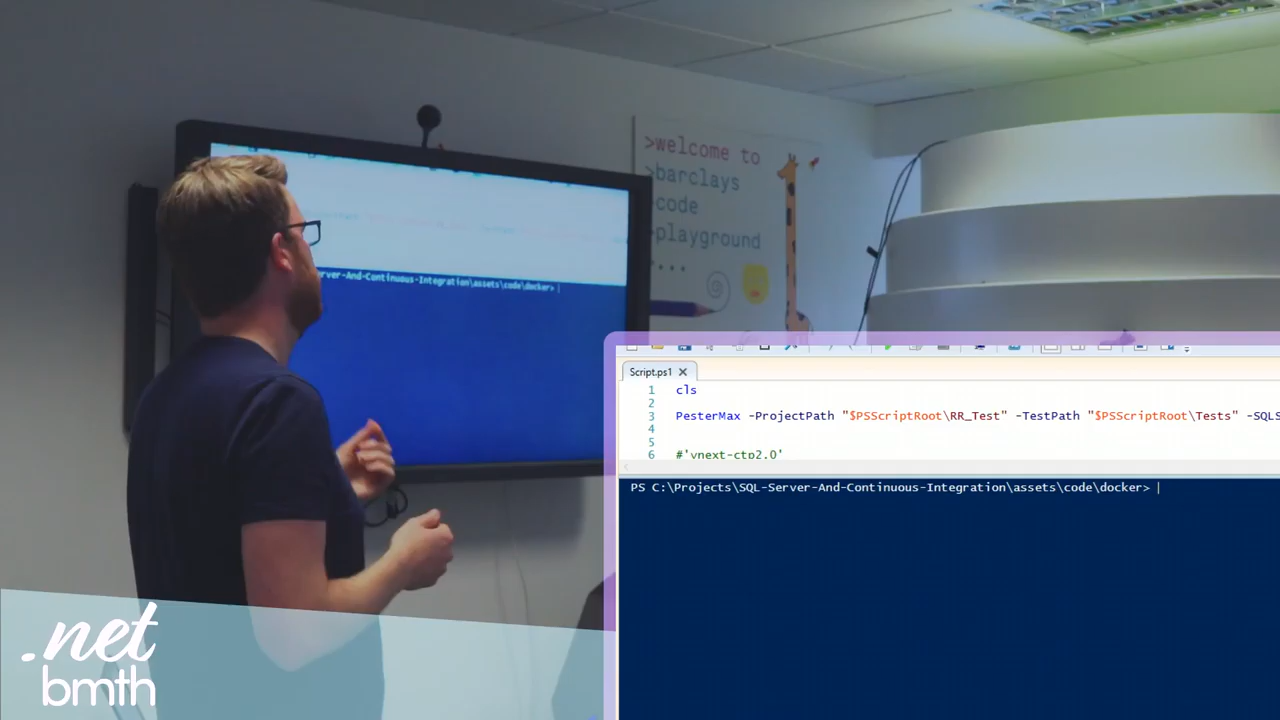 >welcome to
>barclays
>code
>playground
>....
rver-And-Continuous-Integration\assets\code\docker>
Script.ps1
1 cls
2
3 PesterMax -ProjectPath "$PSScriptRoot\RR_Test" -TestPath "$PSScriptRoot\Tests" -SQLS
4
5
6 #'vnext-ctp2.0'
PS C:\Projects\SQL-Server-And-Continuous-Integration\assets\code\docker>
.net
bmth